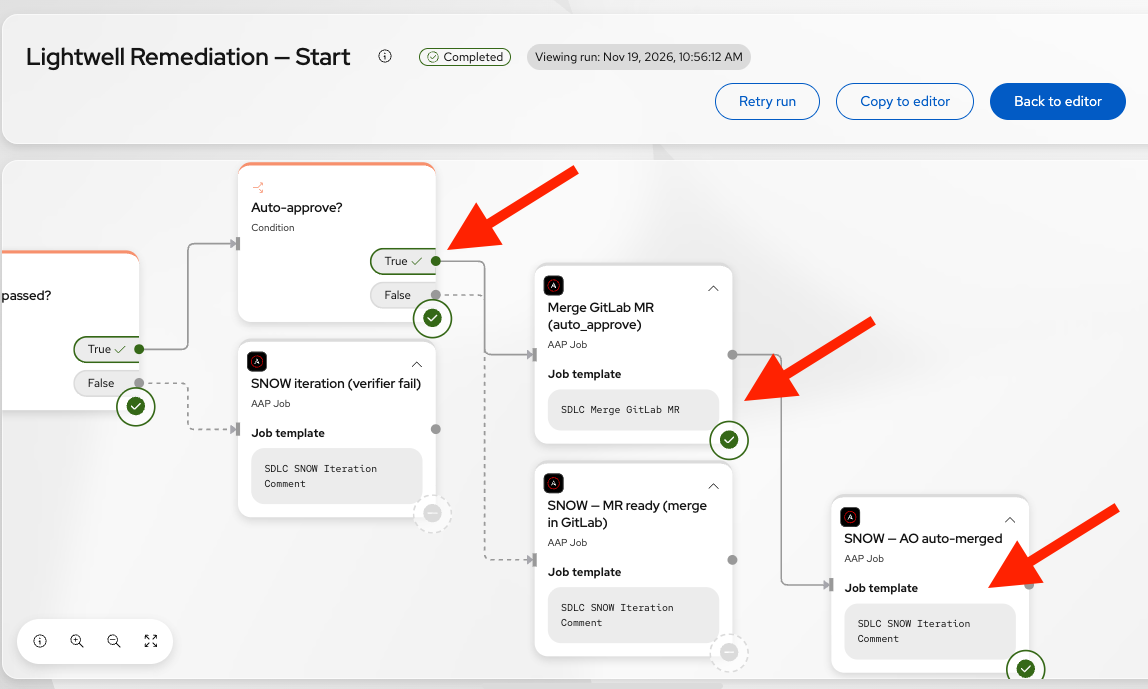 Lightwell Remediation — Start
Completed
Viewing run: Nov 19, 2026, 10:56:12 AM
Retry run
Copy to editor
Back to editor
passed?
True
False
Auto-approve?
Condition
True
False
SNOW iteration (verifier fail)
AAP Job
Job template
SDLC SNOW Iteration
Comment
Merge GitLab MR
(auto_approve)
AAP Job
Job template
SDLC Merge GitLab MR
SNOW — MR ready (merge
in GitLab)
AAP Job
Job template
SDLC SNOW Iteration
Comment
SNOW — AO auto-merged
AAP Job
Job template
SDLC SNOW Iteration
Comment